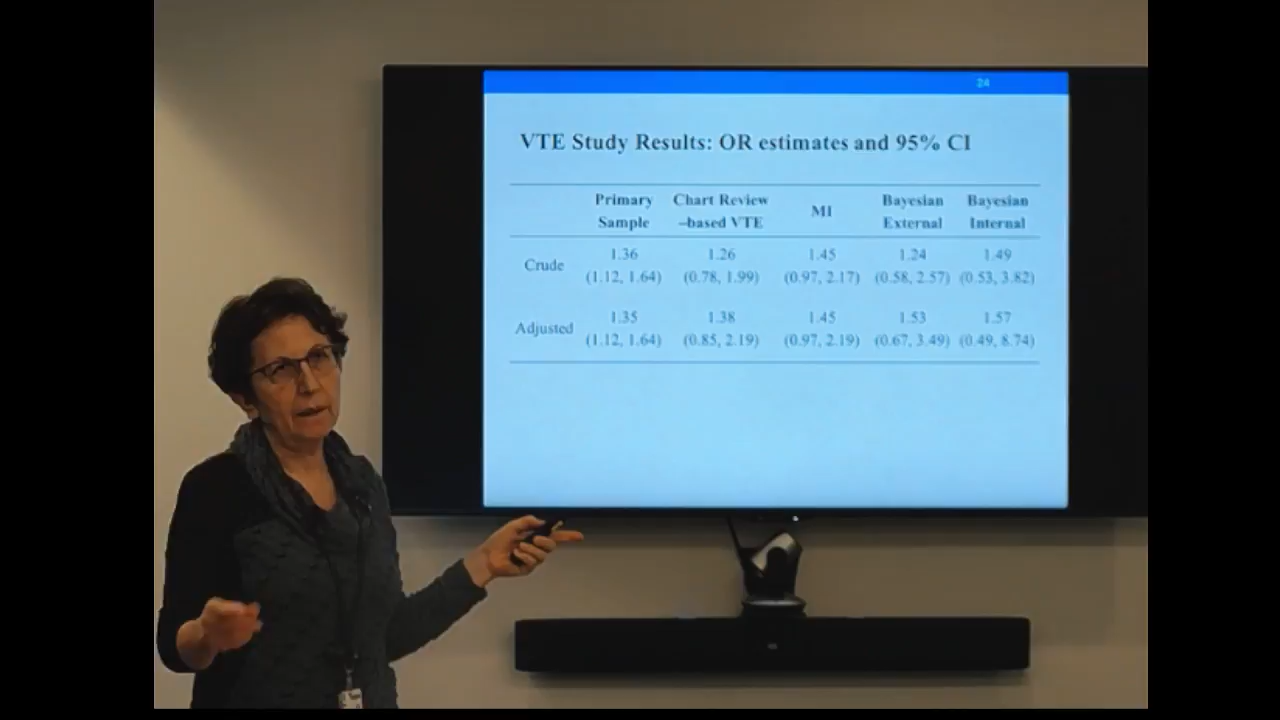 24
VTE Study Results: OR estimates and 95% CI
Primary Chart Review MI Bayesian Bayesian
Sample –based VTE External Internal
Crude 1.36 1.26 1.45 1.24 1.49
(1.12, 1.64) (0.78, 1.99) (0.97, 2.17) (0.58, 2.57) (0.53, 3.82)
Adjusted 1.35 1.38 1.45 1.53 1.57
(1.12, 1.64) (0.85, 2.19) (0.97, 2.19) (0.67, 3.49) (0.49, 8.74)